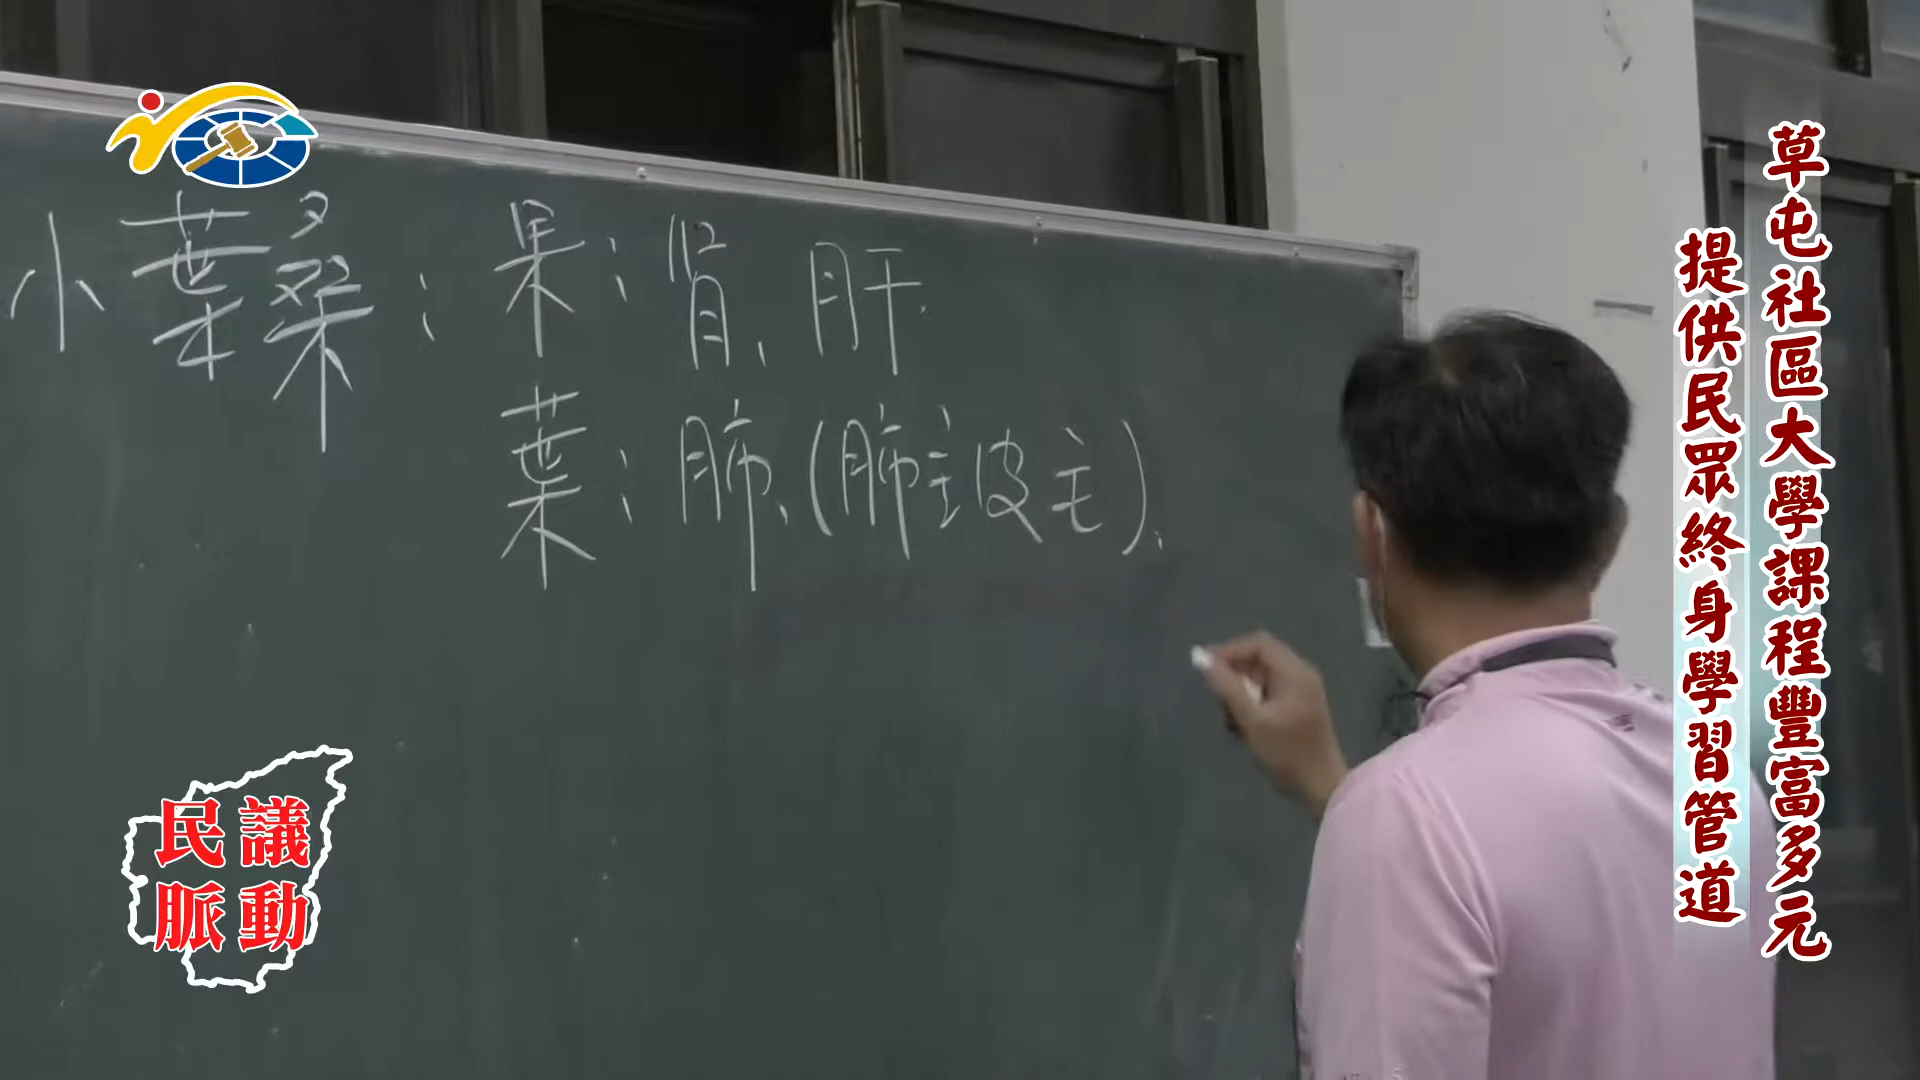 小葉桑：果：腎、肝.
葉：肺、(肺主皮毛)、
草屯社區大學課程豐富多元
提供民眾終身學習管道
民議
脈動